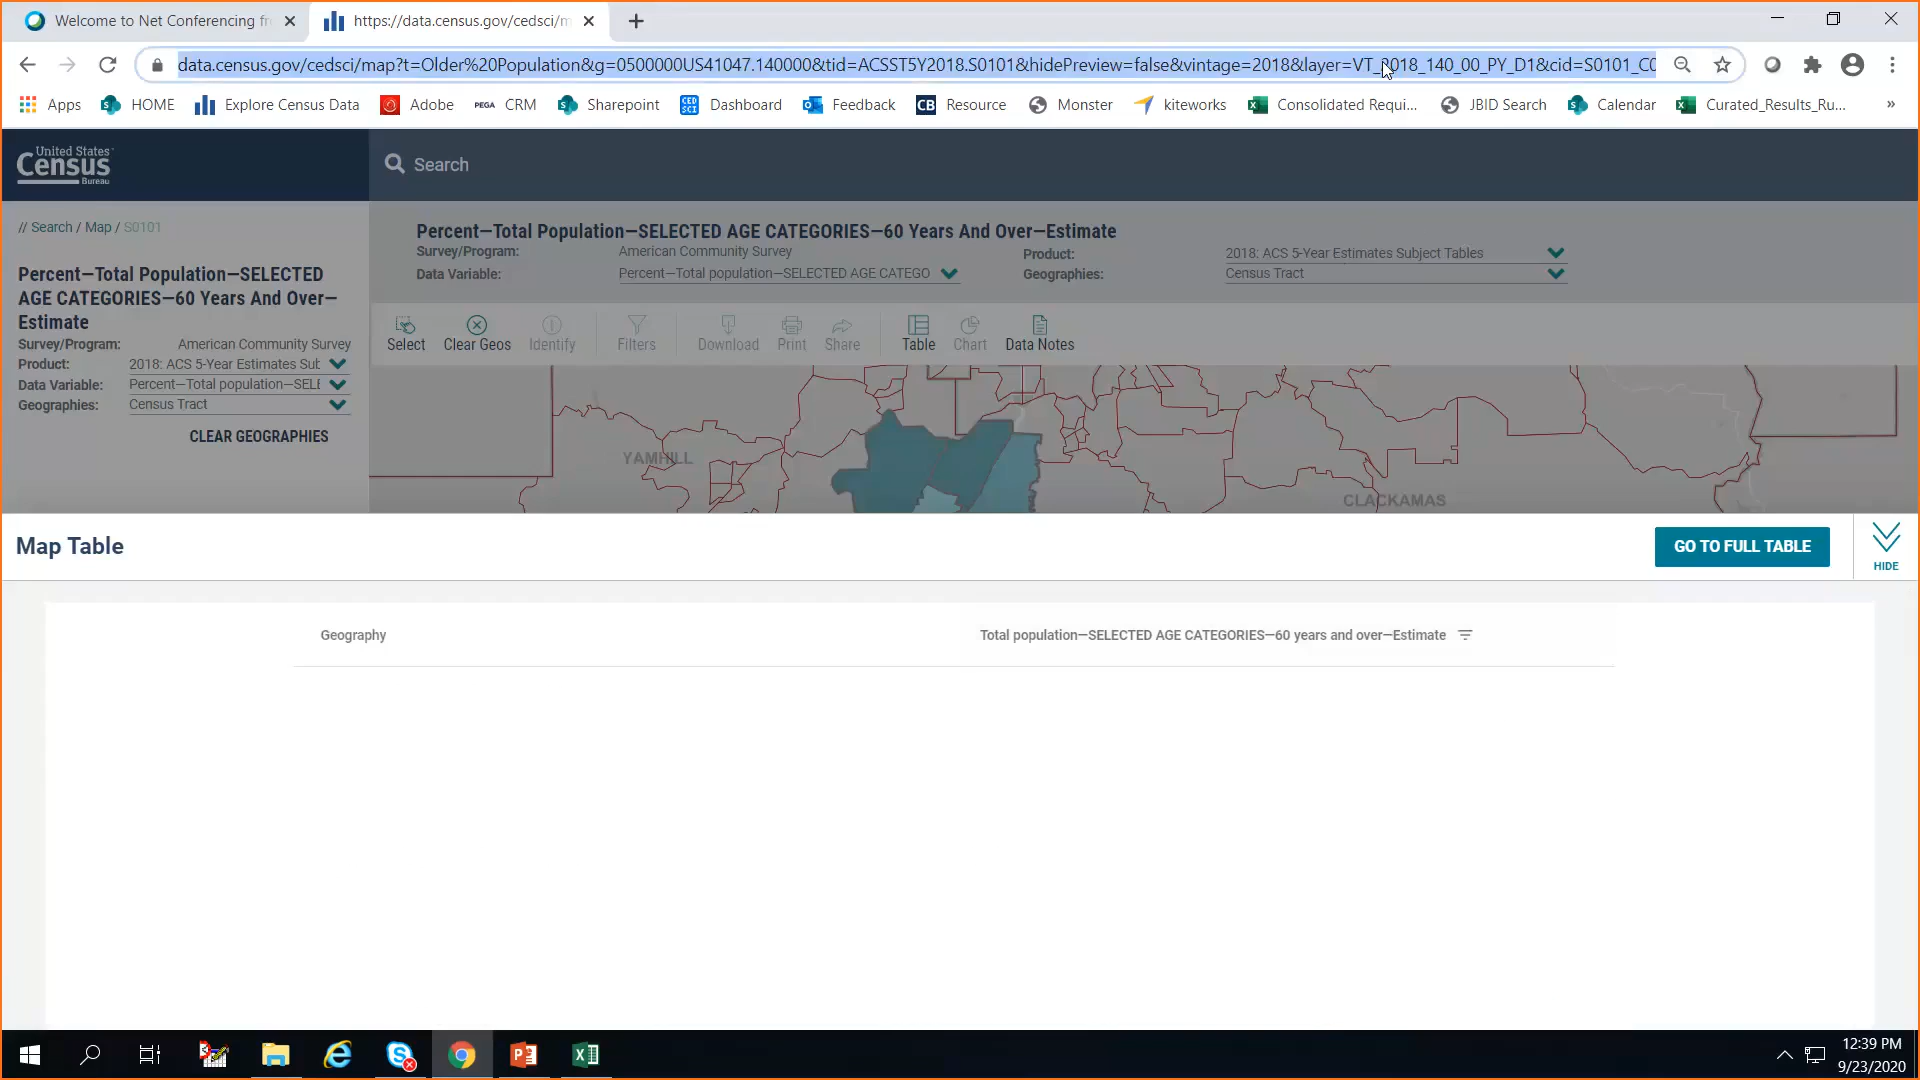 Welcome to Net Conferencing fr
https://data.census.gov/cedsci/m
data.census.gov/cedsci/map?t=Older%20Population&g=0500000US41047.140000&tid=ACSST5Y2018.S0101&hidePreview=false&vintage=2018&layer=VT_2018_140_00_PY_D1&cid=S0101_C0
Apps HOME Explore Census Data Adobe PEGA CRM Sharepoint CED SCI Dashboard Feedback CB Resource Monster kiteworks Consolidated Requi... JBID Search Calendar Curated_Results_Ru... »
United States
Census
Bureau
Search
// Search / Map / S0101
Percent—Total Population—SELECTED
AGE CATEGORIES—60 Years And Over—
Estimate
Survey/Program: American Community Survey
Product: 2018: ACS 5-Year Estimates Sub
Data Variable: Percent—Total population—SELE
Geographies: Census Tract
CLEAR GEOGRAPHIES
Percent—Total Population—SELECTED AGE CATEGORIES—60 Years And Over—Estimate
Survey/Program: American Community Survey
Product: 2018: ACS 5-Year Estimates Subject Tables
Data Variable: Percent—Total population—SELECTED AGE CATEGO
Geographies: Census Tract
Select Clear Geos Identify Filters Download Print Share Table Chart Data Notes
YAMHILL
CLACKAMAS
Map Table
GO TO FULL TABLE
HIDE
Geography
Total population—SELECTED AGE CATEGORIES—60 years and over—Estimate
12:39 PM
9/23/2020